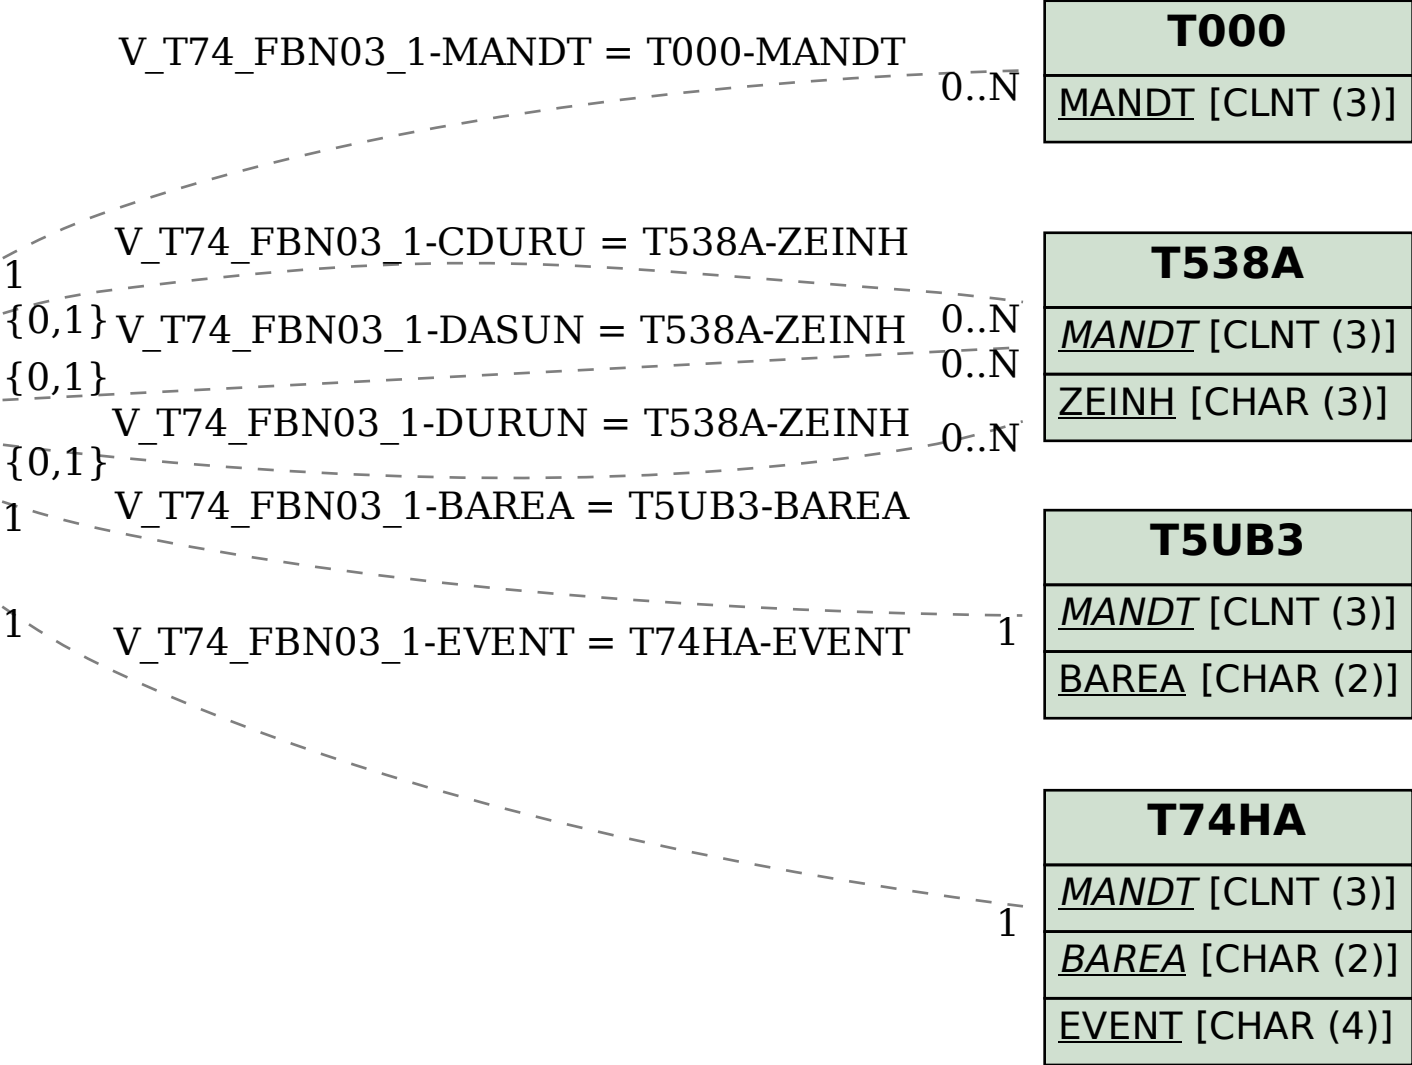 V_T74_FBN03_1-MANDT = T000-MANDT
0..N
1
V_T74_FBN03_1-CDURU = T538A-ZEINH
{0,1}
0..N
V_T74_FBN03_1-DASUN = T538A-ZEINH
{0,1}
0..N
V_T74_FBN03_1-DURUN = T538A-ZEINH
{0,1}
0..N
V_T74_FBN03_1-BAREA = T5UB3-BAREA
1
1
V_T74_FBN03_1-EVENT = T74HA-EVENT
1
1
T000
MANDT [CLNT (3)]
T538A
MANDT [CLNT (3)]
ZEINH [CHAR (3)]
T5UB3
MANDT [CLNT (3)]
BAREA [CHAR (2)]
T74HA
MANDT [CLNT (3)]
BAREA [CHAR (2)]
EVENT [CHAR (4)]